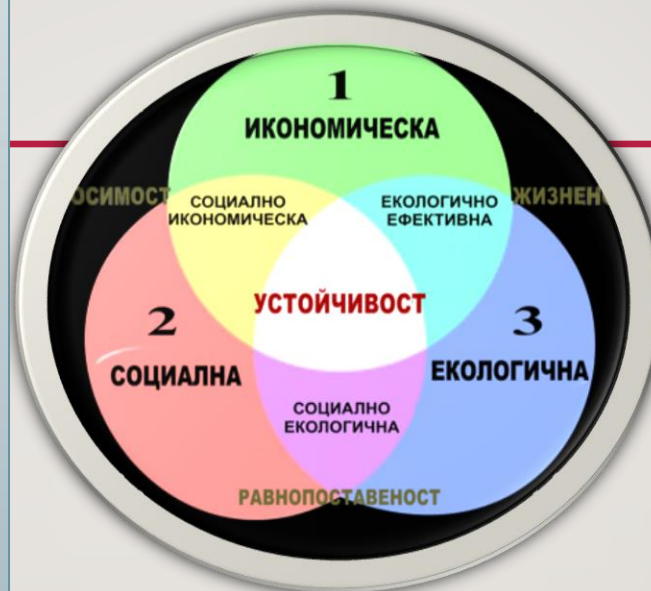 1
ИКОНОМИЧЕСКА
СОЦИАЛНО
ИКОНОМИЧЕСКА
ЕКОЛОГИЧНО
ЕФЕКТИВНА
УСТОЙЧИВОСТ
2
СОЦИАЛНА
3
ЕКОЛОГИЧНА
СОЦИАЛНО
ЕКОЛОГИЧНА
РАВНОПОСТАВЕНОСТ